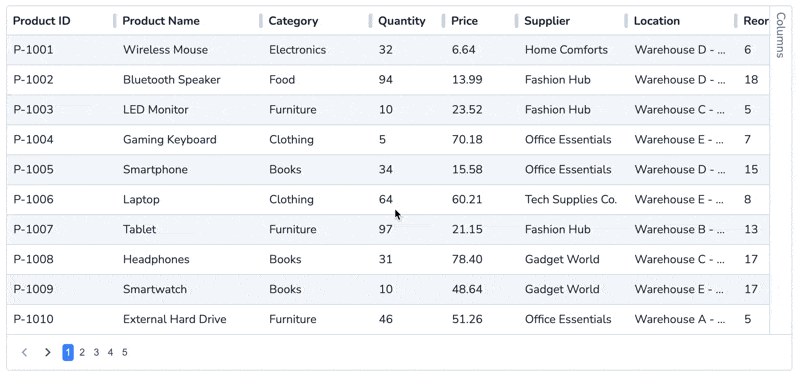 Product ID Product Name Category Quantity Price Supplier Location Reor
P-1001 Wireless Mouse Electronics 32 6.64 Home Comforts Warehouse D - ... 6
P-1002 Bluetooth Speaker Food 94 13.99 Fashion Hub Warehouse D - ... 18
P-1003 LED Monitor Furniture 10 23.52 Fashion Hub Warehouse C - ... 5
P-1004 Gaming Keyboard Clothing 5 70.18 Office Essentials Warehouse E - ... 7
P-1005 Smartphone Books 34 15.58 Office Essentials Warehouse D - ... 15
P-1006 Laptop Clothing 64 60.21 Tech Supplies Co. Warehouse E - ... 8
P-1007 Tablet Furniture 97 21.15 Fashion Hub Warehouse B - ... 13
P-1008 Headphones Books 31 78.40 Gadget World Warehouse C - ... 17
P-1009 Smartwatch Books 10 48.64 Gadget World Warehouse E - ... 17
P-1010 External Hard Drive Furniture 46 51.26 Office Essentials Warehouse A - ... 5
1 2 3 4 5
Columns